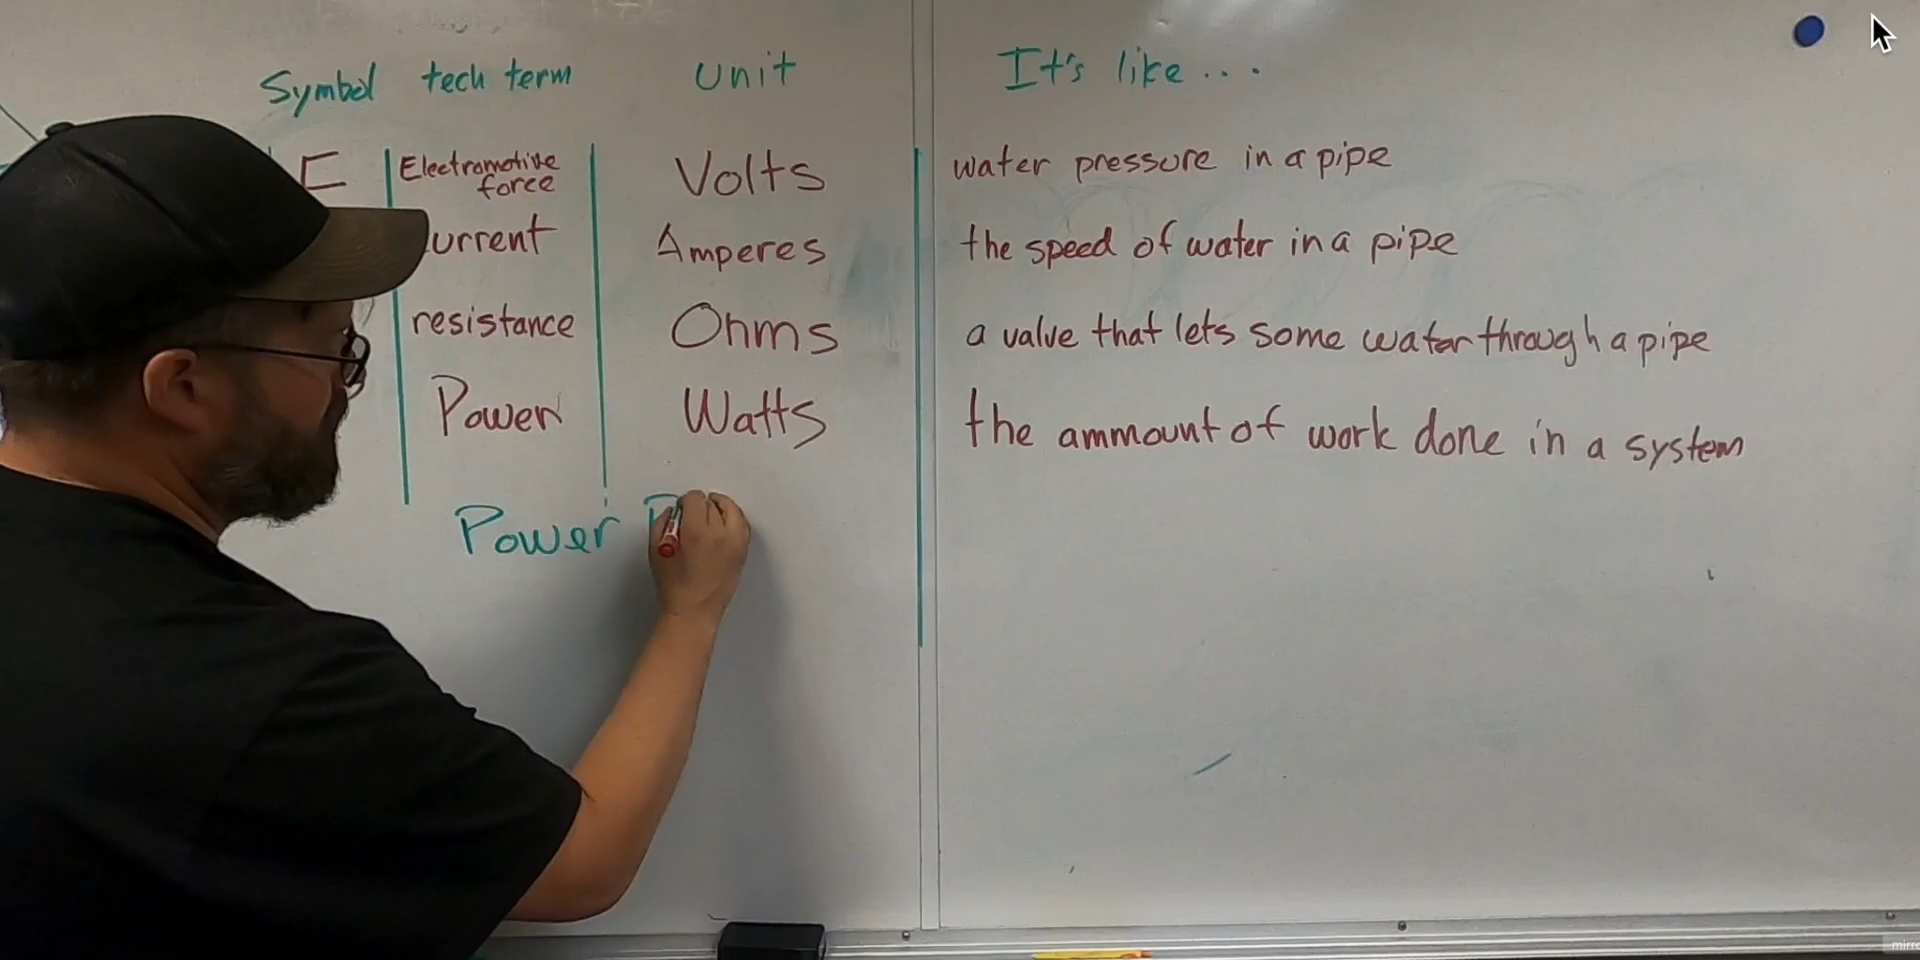 Symbol tech term unit It's like ...
E Electromotive force Volts water pressure in a pipe
urrent Amperes the speed of water in a pipe
resistance Ohms a valve that lets some water through a pipe
Power Watts the ammount of work done in a system
Power P